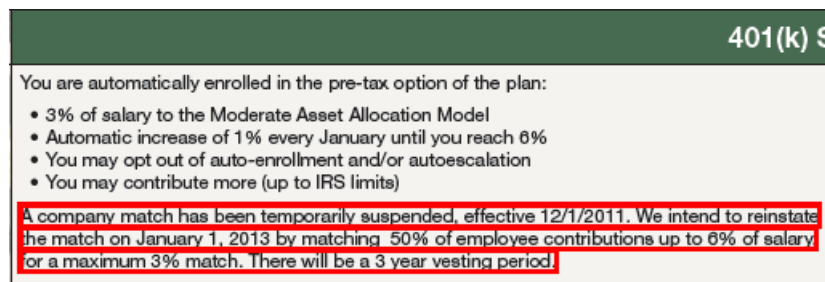 401(k) S
You are automatically enrolled in the pre-tax option of the plan:
• 3% of salary to the Moderate Asset Allocation Model
• Automatic increase of 1% every January until you reach 6%
• You may opt out of auto-enrollment and/or autoescalation
• You may contribute more (up to IRS limits)
A company match has been temporarily suspended, effective 12/1/2011. We intend to reinstate
the match on January 1, 2013 by matching 50% of employee contributions up to 6% of salary
for a maximum 3% match. There will be a 3 year vesting period.